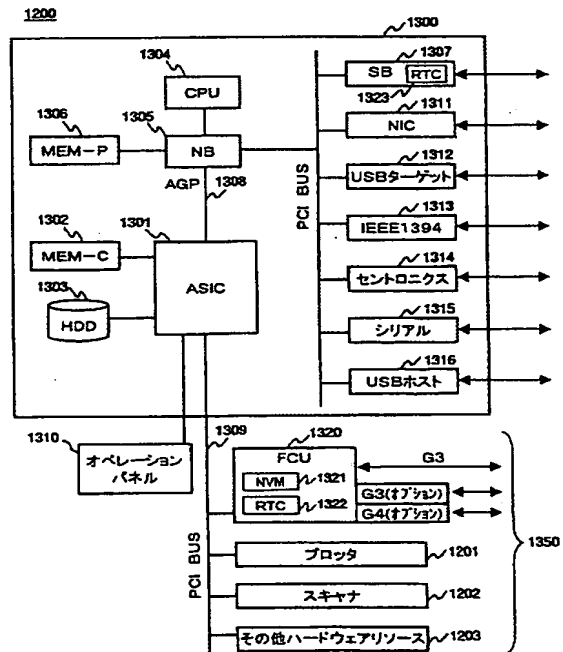 1200
1300
1304
CPU
1307
SB
RTC
1323
1306
MEM-P
1305
NB
1311
NIC
AGP
1308
PCI BUS
1312
USBターゲット
1302
MEM-C
1301
ASIC
1313
IEEE1394
1303
HDD
1314
セントロニクス
1315
シリアル
1316
USBホスト
1310
オペレーション
パネル
1309
1320
FCU
G3
NVM
1321
RTC
1322
G3(オプション)
G4(オプション)
1350
PCI BUS
プロッタ
1201
スキャナ
1202
その他ハードウェアリソース
1203